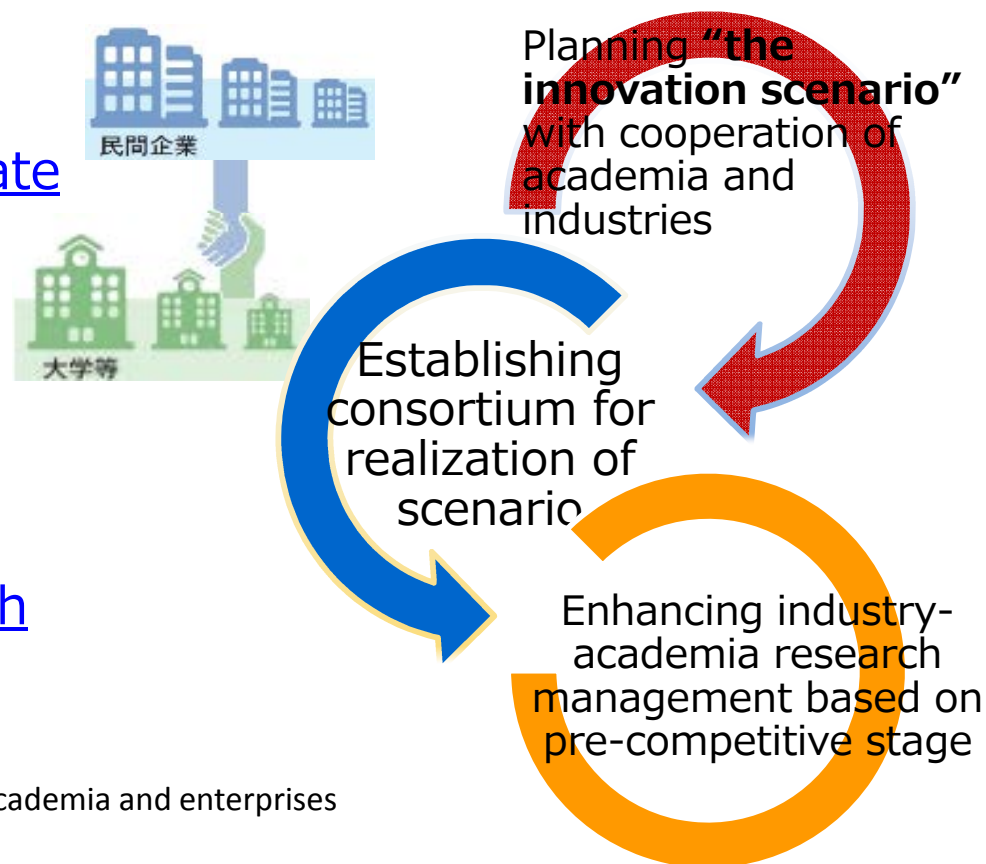 民間企業
ate
大学等
Planning “the
innovation scenario”
with cooperation of
academia and
industries
Establishing
consortium for
realization of
scenario
h
Enhancing industry-
academia research
management based on
pre-competitive stage
cademia and enterprises